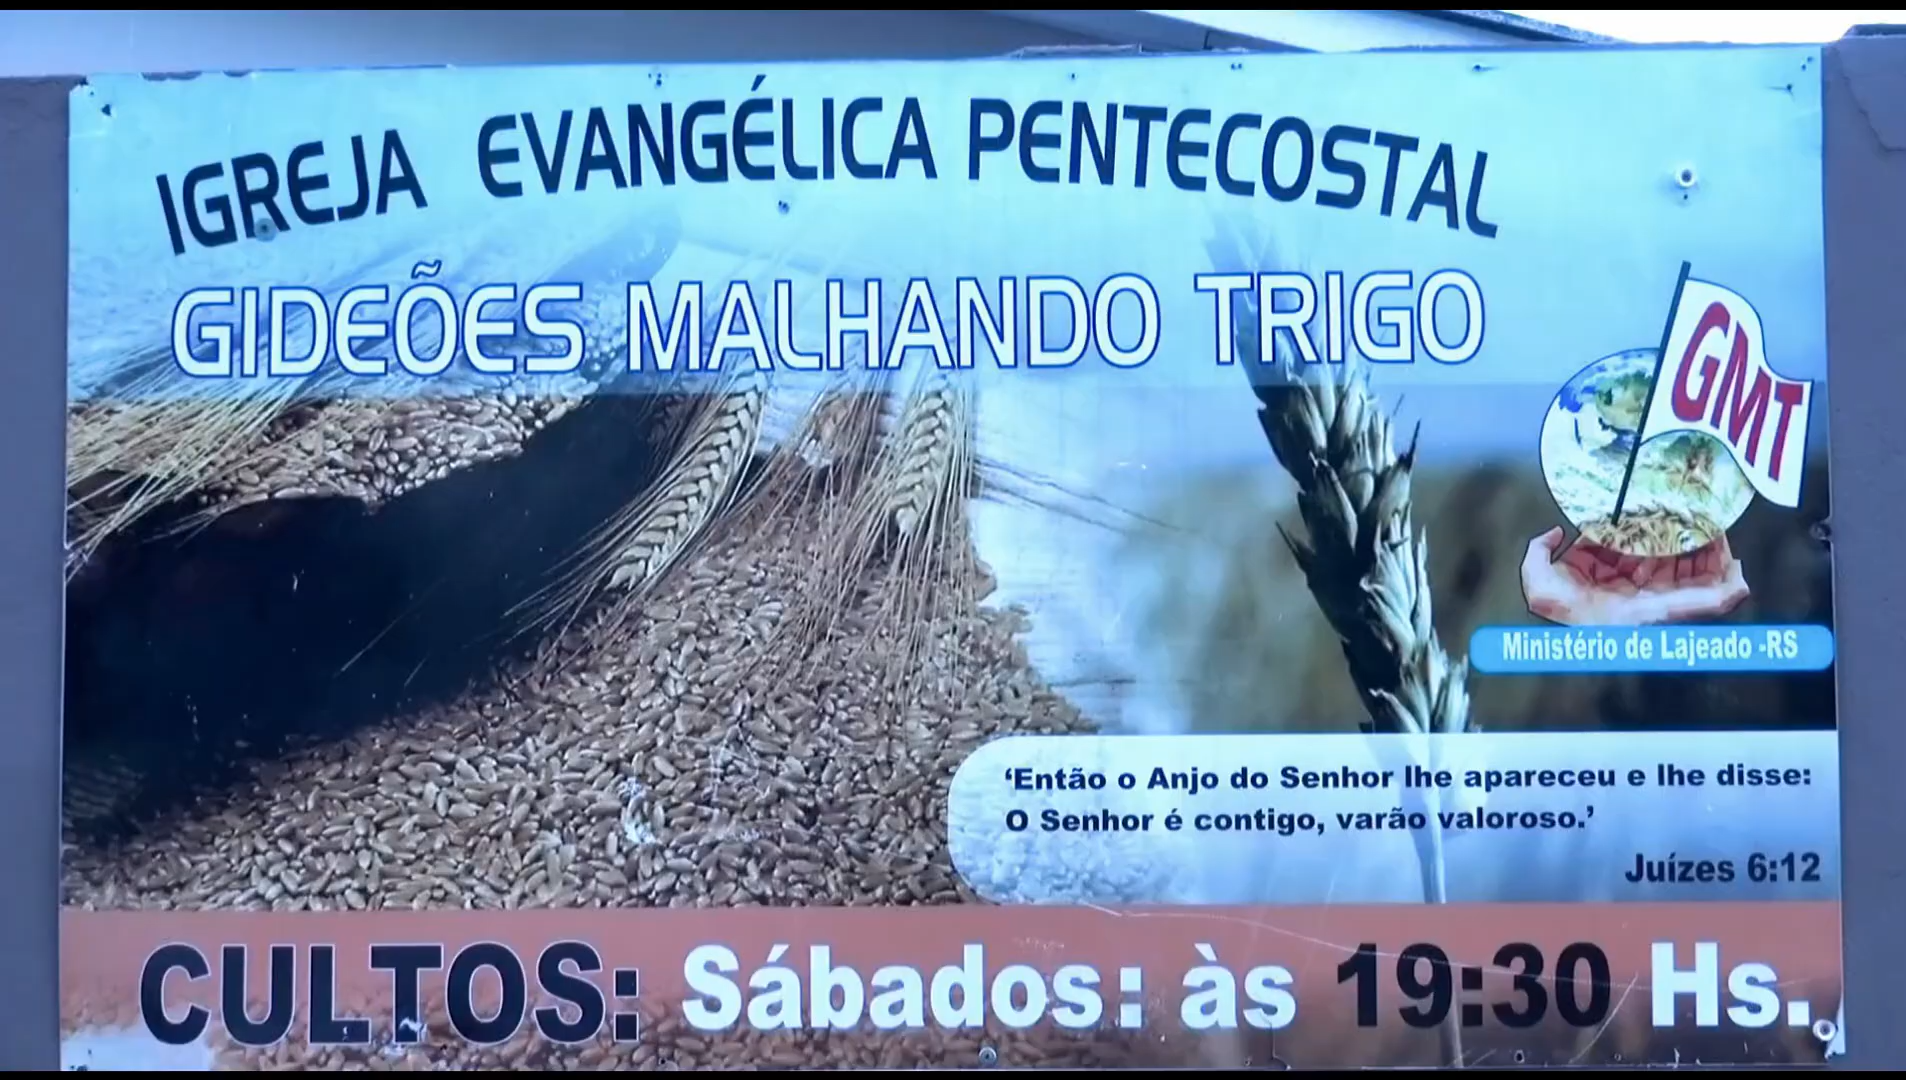 IGREJA EVANGÉLICA PENTECOSTAL
GIDEÕES MALHANDO TRIGO
GMT
Ministério de Lajeado -RS
‘Então o Anjo do Senhor lhe apareceu e lhe disse:
O Senhor é contigo, varão valoroso.’
Juízes 6:12
CULTOS: Sábados: às 19:30 Hs.